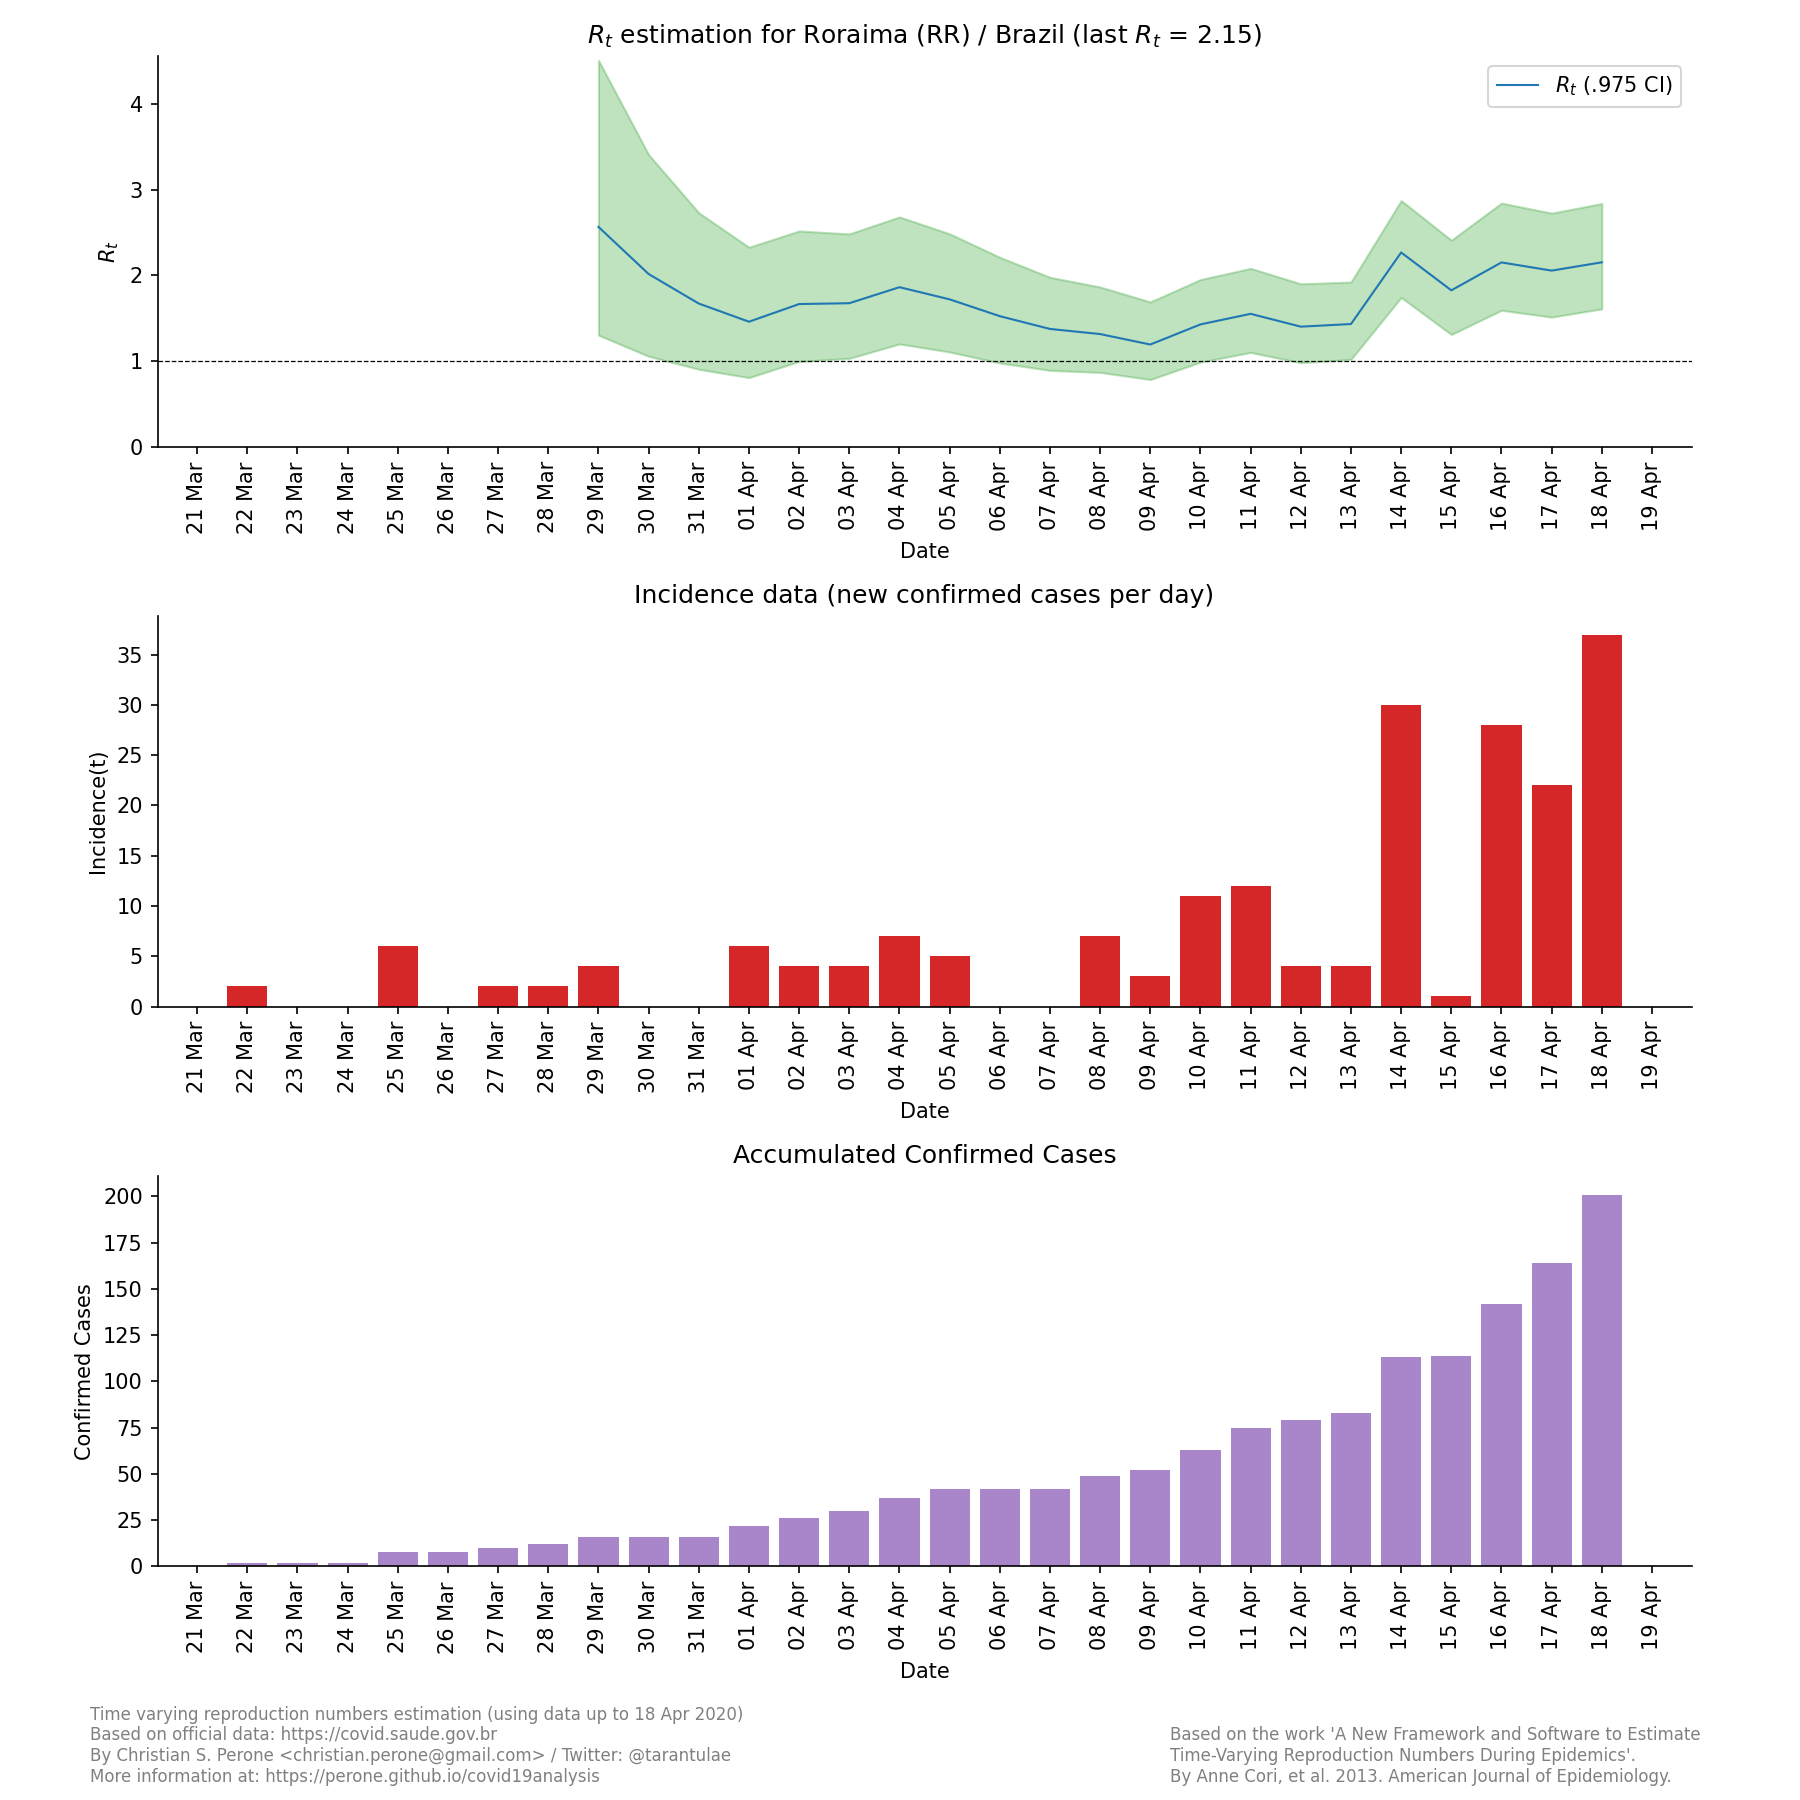 R_t estimation for Roraima (RR) / Brazil (last R_t = 2.15)
R_t (.975 CI)
4
3
2
1
0
R_t
21 Mar 22 Mar 23 Mar 24 Mar 25 Mar 26 Mar 27 Mar 28 Mar 29 Mar 30 Mar 31 Mar 01 Apr 02 Apr 03 Apr 04 Apr 05 Apr 06 Apr 07 Apr 08 Apr 09 Apr 10 Apr 11 Apr 12 Apr 13 Apr 14 Apr 15 Apr 16 Apr 17 Apr 18 Apr 19 Apr
Date
Incidence data (new confirmed cases per day)
35
30
25
20
15
10
5
0
Incidence(t)
21 Mar 22 Mar 23 Mar 24 Mar 25 Mar 26 Mar 27 Mar 28 Mar 29 Mar 30 Mar 31 Mar 01 Apr 02 Apr 03 Apr 04 Apr 05 Apr 06 Apr 07 Apr 08 Apr 09 Apr 10 Apr 11 Apr 12 Apr 13 Apr 14 Apr 15 Apr 16 Apr 17 Apr 18 Apr 19 Apr
Date
Accumulated Confirmed Cases
200
175
150
125
100
75
50
25
0
Confirmed Cases
21 Mar 22 Mar 23 Mar 24 Mar 25 Mar 26 Mar 27 Mar 28 Mar 29 Mar 30 Mar 31 Mar 01 Apr 02 Apr 03 Apr 04 Apr 05 Apr 06 Apr 07 Apr 08 Apr 09 Apr 10 Apr 11 Apr 12 Apr 13 Apr 14 Apr 15 Apr 16 Apr 17 Apr 18 Apr 19 Apr
Date
Time varying reproduction numbers estimation (using data up to 18 Apr 2020)
Based on official data: https://covid.saude.gov.br
By Christian S. Perone <christian.perone@gmail.com> / Twitter: @tarantulae
More information at: https://perone.github.io/covid19analysis
Based on the work 'A New Framework and Software to Estimate
Time-Varying Reproduction Numbers During Epidemics'.
By Anne Cori, et al. 2013. American Journal of Epidemiology.